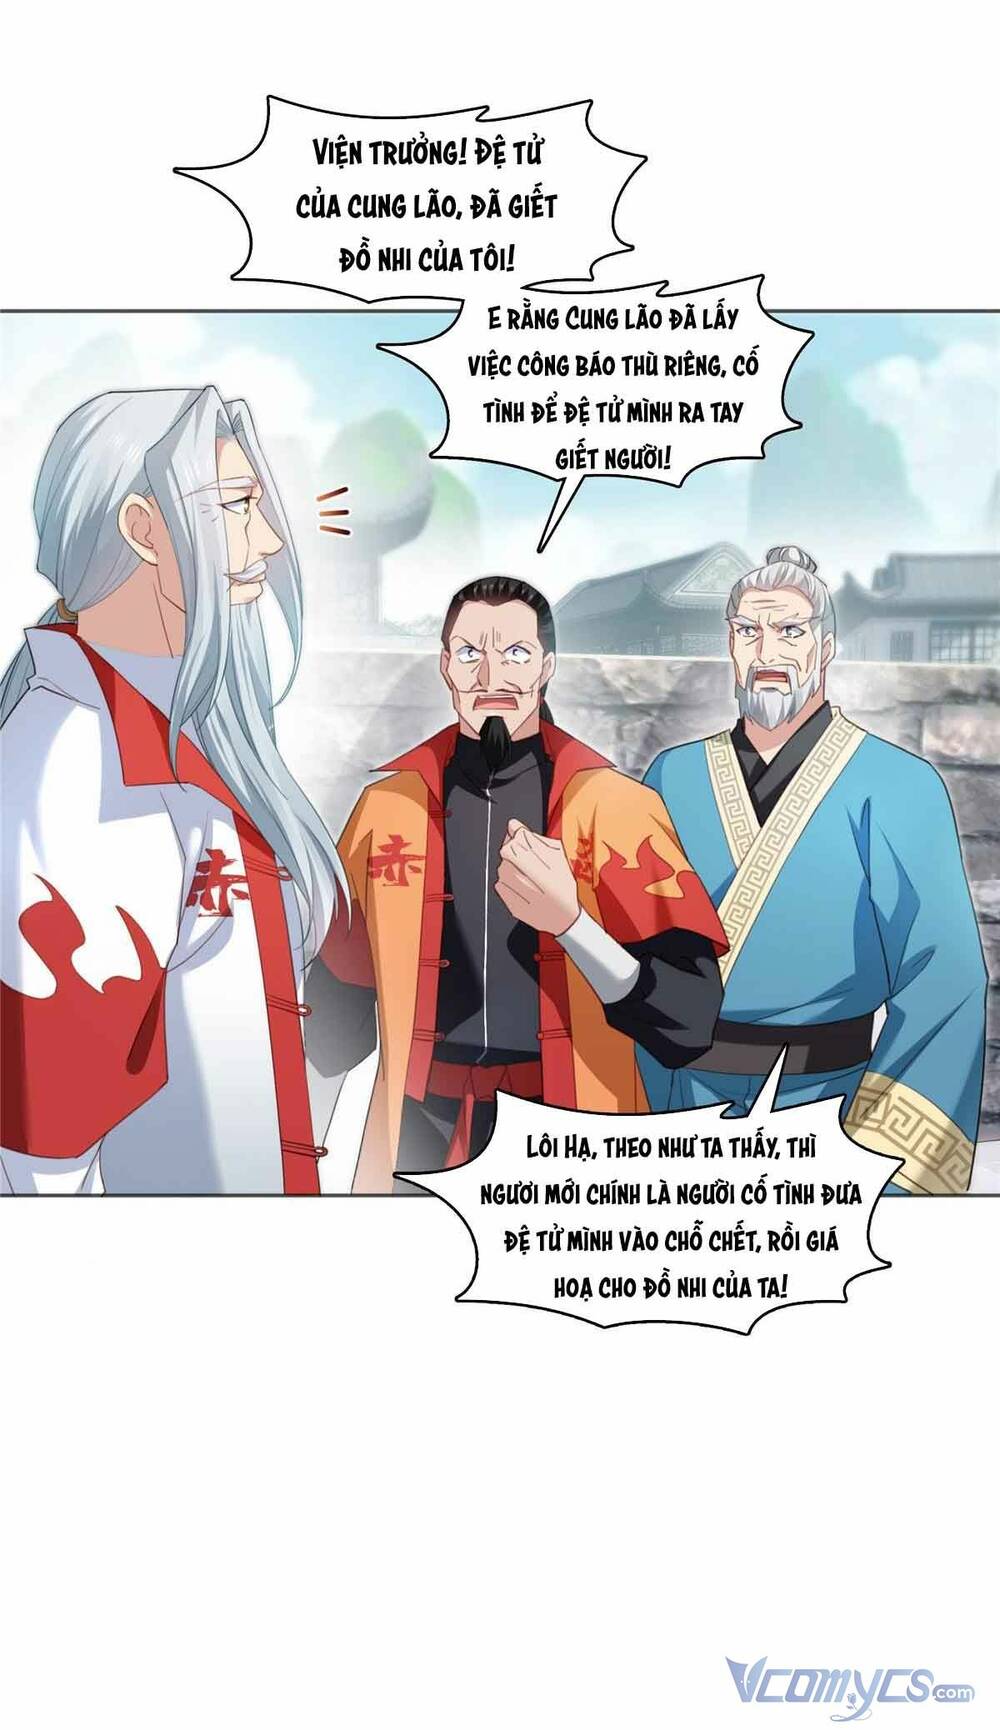 VIỆN TRƯỞNG! ĐỆ TỬ
CỦA CUNG LÃO, ĐÃ GIẾT
ĐỒ NHI CỦA TÔI!
E RẰNG CUNG LÃO ĐÃ LẤY
VIỆC CÔNG BÁO THÙ RIÊNG, CỐ
TÌNH ĐỂ ĐỆ TỬ MÌNH RA TAY
GIẾT NGƯỜI!
赤
赤
LÔI HẠ, THEO NHƯ TA THẤY, THÌ
NGƯƠI MỚI CHÍNH LÀ NGƯỜI CỐ TÌNH ĐƯA
ĐỆ TỬ MÌNH VÀO CHỖ CHẾT, RỒI GIÁ
HOẠ CHO ĐỒ NHI CỦA TA!
VCOMYCS.com